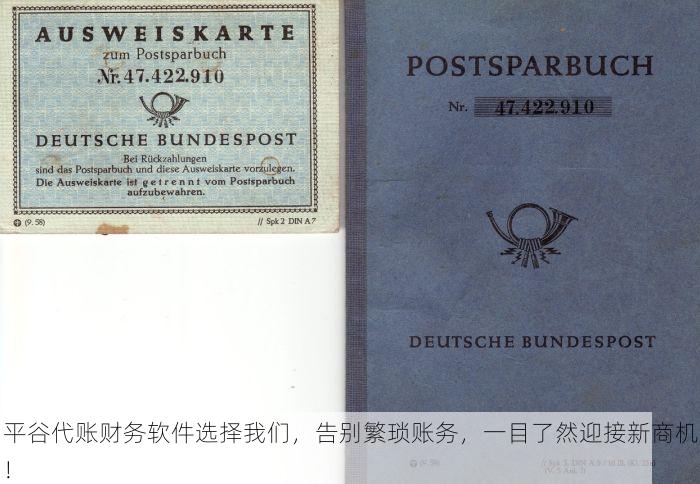 AUSWEISKARTE
zum Postsparbuch
Nr. 47.422.910
DEUTSCHE BUNDESPOST
Bei Rückzahlungen
sind das Postsparbuch und diese Ausweiskarte vorzulegen.
Die Ausweiskarte ist getrennt vom Postsparbuch
aufzubewahren.
(9. 58)
// Spk 2 DIN A 7
POSTSPARBUCH
Nr. 47.422.910
DEUTSCHE BUNDESPOST
平谷代账财务软件选择我们，告别繁琐账务，一目了然迎接新商机
！